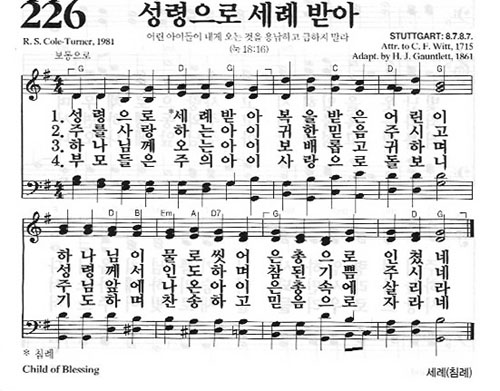 226 성령으로 세례 받아
R. S. Cole-Turner, 1981
어린 아이들이 내게 오는 것을 용납하고 금하지 말라
(눅 18:16)
STUTTGART: 8.7.8.7.
Attr. to C. F. Witt, 1715
Adapt. by H. J. Gauntlett, 1861
보통으로
G C G D G
1. 성 령 으 로 *세 례 받 아 복 을 받 은 어 린 이
2. 주 를 사 랑 하 는 아 이 귀 한 믿 음 주 시 고
3. 하 나 님 께 오 는 아 이 보 배 롭 고 귀 하 며
4. 부 모 들 은 주 의 아 이 사 랑 으 로 돌 보 니
D B Em A D7 G C D G
하 나 님 이 물 로 씻 어 은 총 으 로 인 쳤 네
성 령 께 서 인 도 하 며 참 된 기 쁨 주 시 네
주 님 앞 에 나 온 아 이 은 총 속 에 살 리 라
기 도 하 며 찬 송 하 고 믿 음 으 로 자 라 네
* 침례
Child of Blessing
세례(침례)